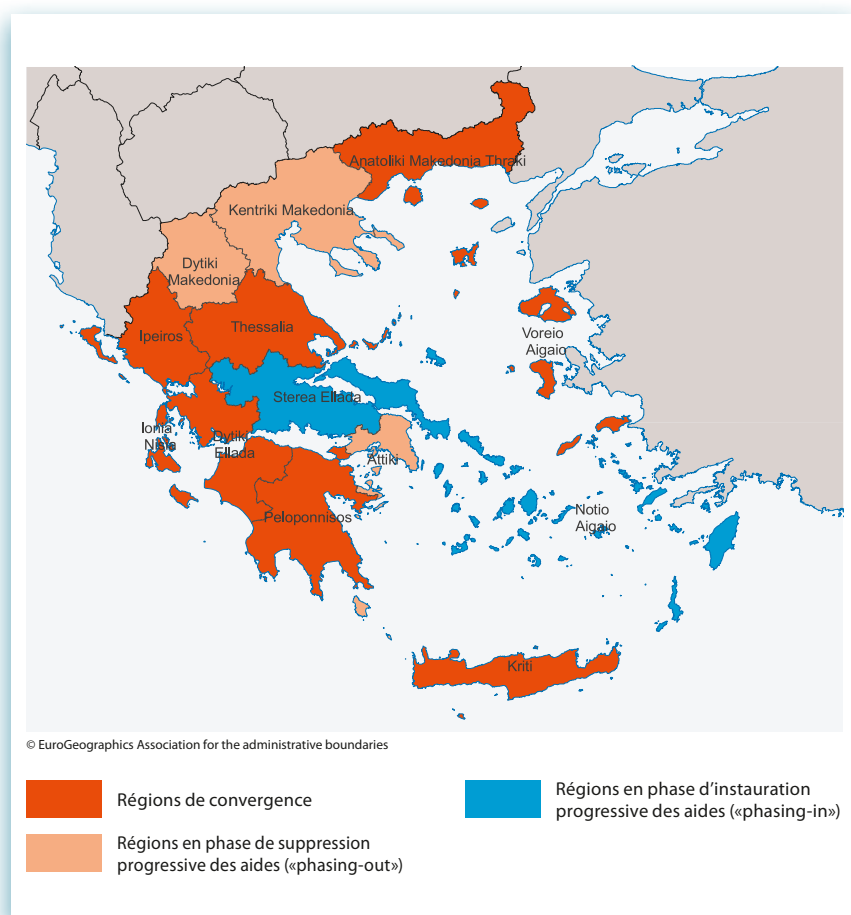 Anatoliki Makedonja Thraki
Kentriki Makedonia
Dytiki
Makedonia
Ipeiros
Thessalia
Voreio
Aigaio
Sterea Ellada
Ionia
Nisia
Dytiki
Ellada
Attiki
Notio
Aigaio
Peloponnisos
Kriti
© EuroGeographics Association for the administrative boundaries
Régions de convergence
Régions en phase de suppression
progressive des aides («phasing-out»)
Régions en phase d’instauration
progressive des aides («phasing-in»)